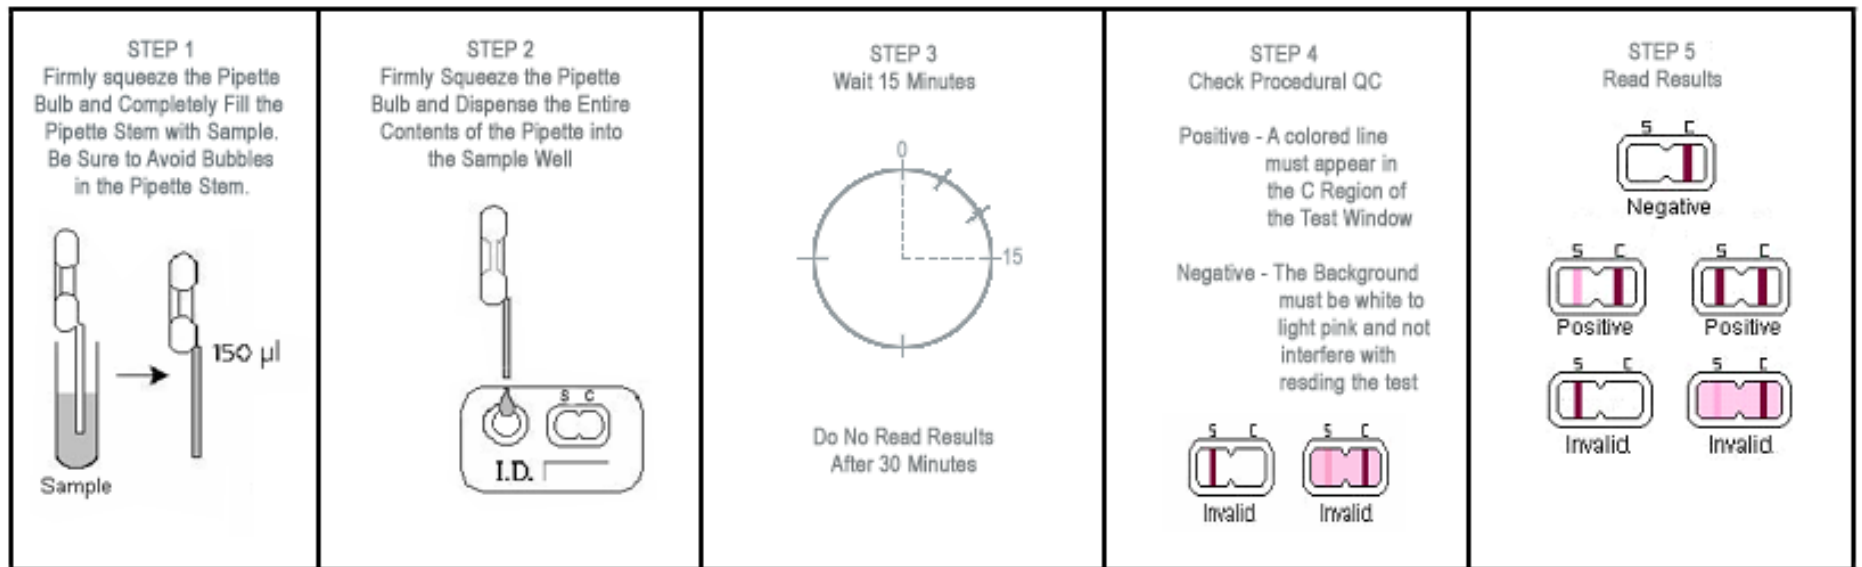 STEP 1
Firmly squeeze the Pipette
Bulb and Completely Fill the
Pipette Stem with Sample.
Be Sure to Avoid Bubbles
in the Pipette Stem.
150 µl
Sample
STEP 2
Firmly Squeeze the Pipette
Bulb and Dispense the Entire
Contents of the Pipette into
the Sample Well
S C
I.D.
STEP 3
Wait 15 Minutes
0
15
Do No Read Results
After 30 Minutes
STEP 4
Check Procedural QC
Positive - A colored line
must appear in
the C Region of
the Test Window
Negative - The Background
must be white to
light pink and not
interfere with
resding the test
S C S C
Invalid Invalid
STEP 5
Read Results
S C
Negative
S C S C
Positive Positive
S C S C
Invalid Invalid